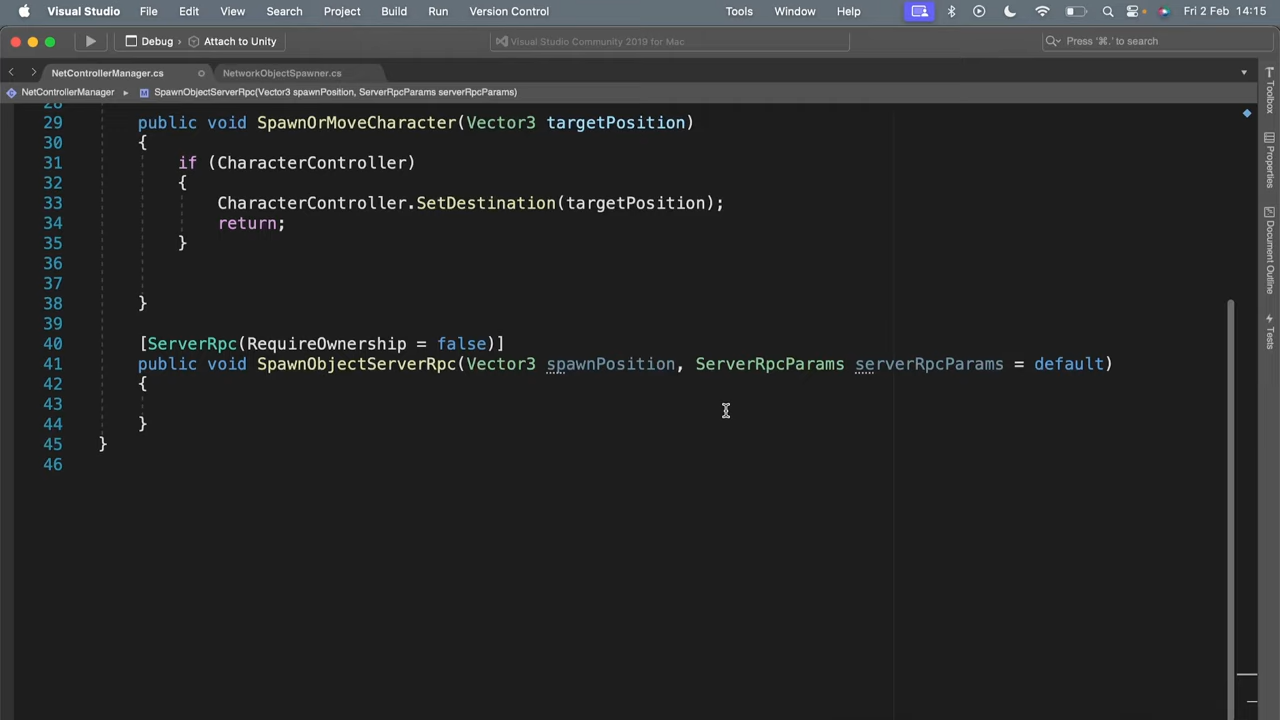 Visual Studio File Edit View Search Project Build Run Version Control Tools Window Help Fri 2 Feb 14:15
Debug › Attach to Unity Visual Studio Community 2019 for Mac Press '⌘.' to search
NetControllerManager.cs NetworkObjectSpawner.cs
NetControllerManager SpawnObjectServerRpc(Vector3 spawnPosition, ServerRpcParams serverRpcParams)
28
29 public void SpawnOrMoveCharacter(Vector3 targetPosition)
30 {
31 if (CharacterController)
32 {
33 CharacterController.SetDestination(targetPosition);
34 return;
35 }
36
37
38 }
39
40 [ServerRpc(RequireOwnership = false)]
41 public void SpawnObjectServerRpc(Vector3 spawnPosition, ServerRpcParams serverRpcParams = default)
42 {
43
44 }
45 }
46
Toolbox
Properties
Document Outline
Tests